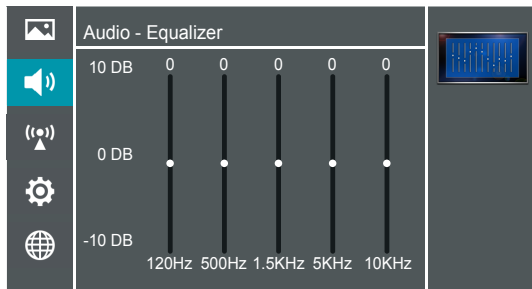 Audio - Equalizer
10 DB 0 0 0 0 0
0 DB
-10 DB
120Hz 500Hz 1.5KHz 5KHz 10KHz